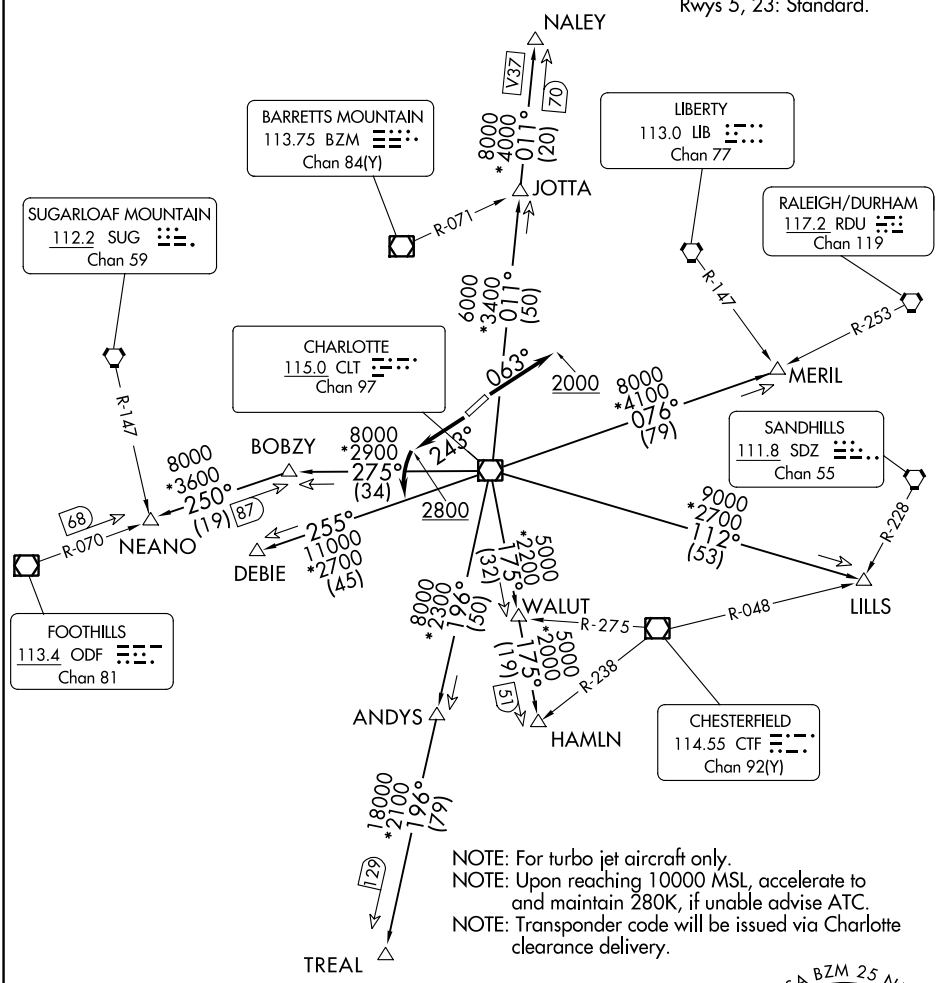 Rwys 5, 23: Standard.
NALEY
V37
70
8000
*4000
011°
(20)
BARRETTS MOUNTAIN
113.75 BZM
Chan 84(Y)
LIBERTY
113.0 LIB
Chan 77
JOTTA
R-071
SUGARLOAF MOUNTAIN
112.2 SUG
Chan 59
RALEIGH/DURHAM
117.2 RDU
Chan 119
R-147
R-253
6000
*3400
011°
(50)
CHARLOTTE
115.0 CLT
Chan 97
063°
2000
MERIL
8000
*4100
076°
(79)
R-147
243°
SANDHILLS
111.8 SDZ
Chan 55
BOBZY
8000
*2900
275°
(34)
8000
*3600
250°
(19)
87
2800
R-228
9000
*2700
112°
(53)
68
R-070
NEANO
255°
11000
*2700
(45)
DEBIE
5000
*2200
175°
(32)
8000
*2300
196°
(50)
WALUT
R-275
R-048
LILLS
FOOTHILLS
113.4 ODF
Chan 81
5000
*2000
175°
(19)
51
R-238
ANDYS
HAMLN
CHESTERFIELD
114.55 CTF
Chan 92(Y)
18000
*2100
196°
(79)
129
TREAL
NOTE: For turbo jet aircraft only.
NOTE: Upon reaching 10000 MSL, accelerate to
and maintain 280K, if unable advise ATC.
NOTE: Transponder code will be issued via Charlotte
clearance delivery.
BZM 25